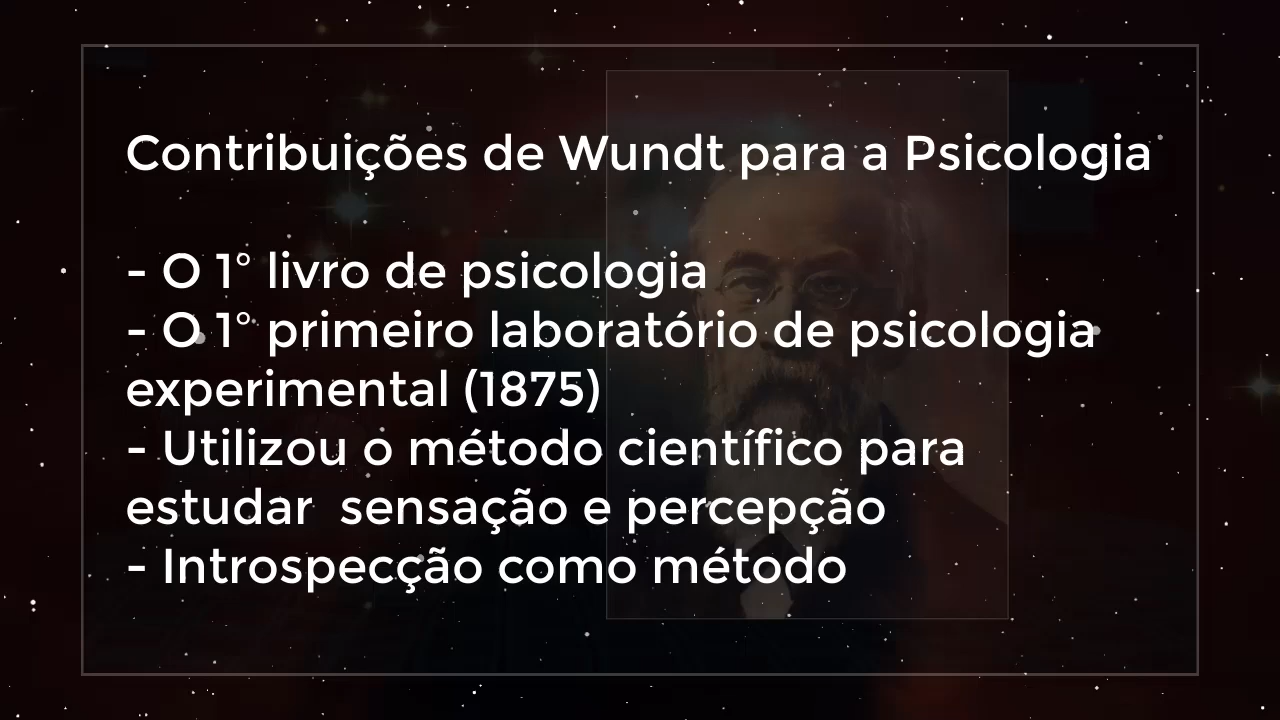 Contribuições de Wundt para a Psicologia
- O 1° livro de psicologia
- O 1° primeiro laboratório de psicologia
experimental (1875)
- Utilizou o método científico para
estudar  sensação e percepção
- Introspecção como método